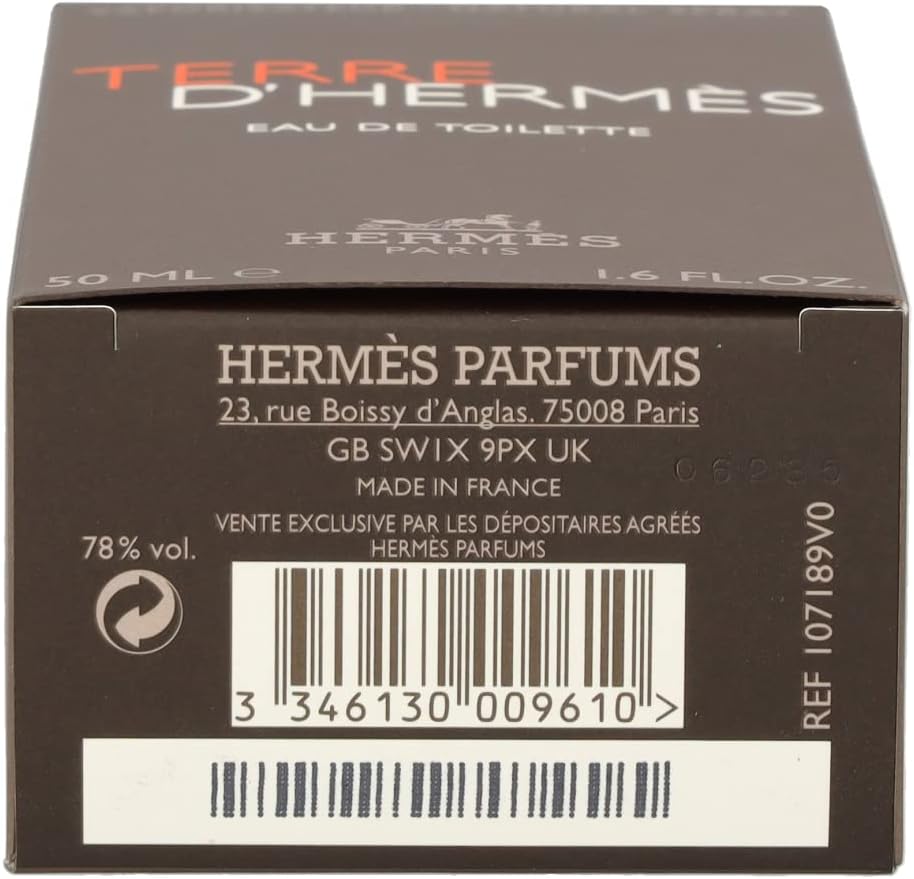 TERRE
D'HERMÈS
EAU DE TOILETTE
HERMÈS
PARIS
50 ML e
1.6 FL.OZ.
HERMÈS PARFUMS
23, rue Boissy d'Anglas. 75008 Paris
GB SW1X 9PX UK
MADE IN FRANCE
VENTE EXCLUSIVE PAR LES DÉPOSITAIRES AGRÉÉS
HERMÈS PARFUMS
78% vol.
REF 107189V0
3 346130 009610 >